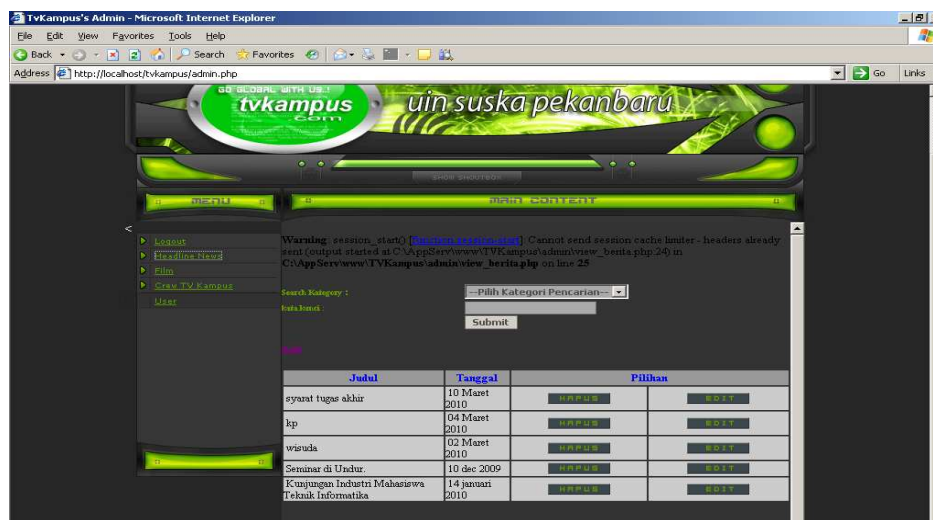 TvKampus's Admin - Microsoft Internet Explorer
File Edit View Favorites Tools Help
Back Search Favorites
Address http://localhost/tvkampus/admin.php Go Links
GO GLOBAL WITH US..!
tvkampus
com
uin suska pekanbaru
SHOW SHOUTBOX
MENU
MAIN CONTENT
<
Logout
Headline News
Film
Crew TV Kampus
User
Warning: session_start() [function.session-start]: Cannot send session cache limiter - headers already
sent (output started at C:\AppServ\www\TVKampus\admin\view_berita.php:24) in
C:\AppServ\www\TVKampus\admin\view_berita.php on line 25
Search Kategory :
--Pilih Kategori Pencarian--
kata kunci :
Submit
Judul Tanggal Pilihan
syarat tugas akhir 10 Maret 2010 HAPUS EDIT
kp 04 Maret 2010 HAPUS EDIT
wisuda 02 Maret 2010 HAPUS EDIT
Seminar di Undur. 10 dec 2009 HAPUS EDIT
Kunjungan Industri Mahasiswa
Teknik Informatika 14 januari 2010 HAPUS EDIT